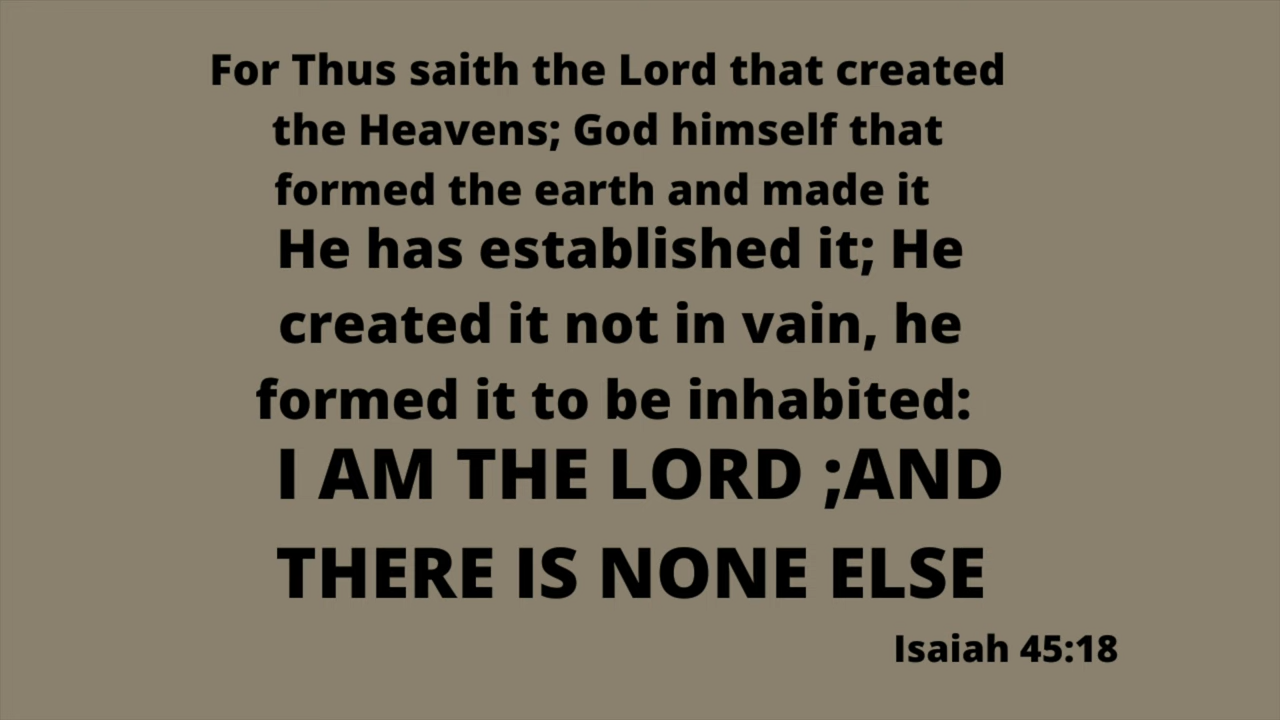 For Thus saith the Lord that created
the Heavens; God himself that
formed the earth and made it
He has established it; He
created it not in vain, he
formed it to be inhabited:
I AM THE LORD ;AND
THERE IS NONE ELSE
Isaiah 45:18